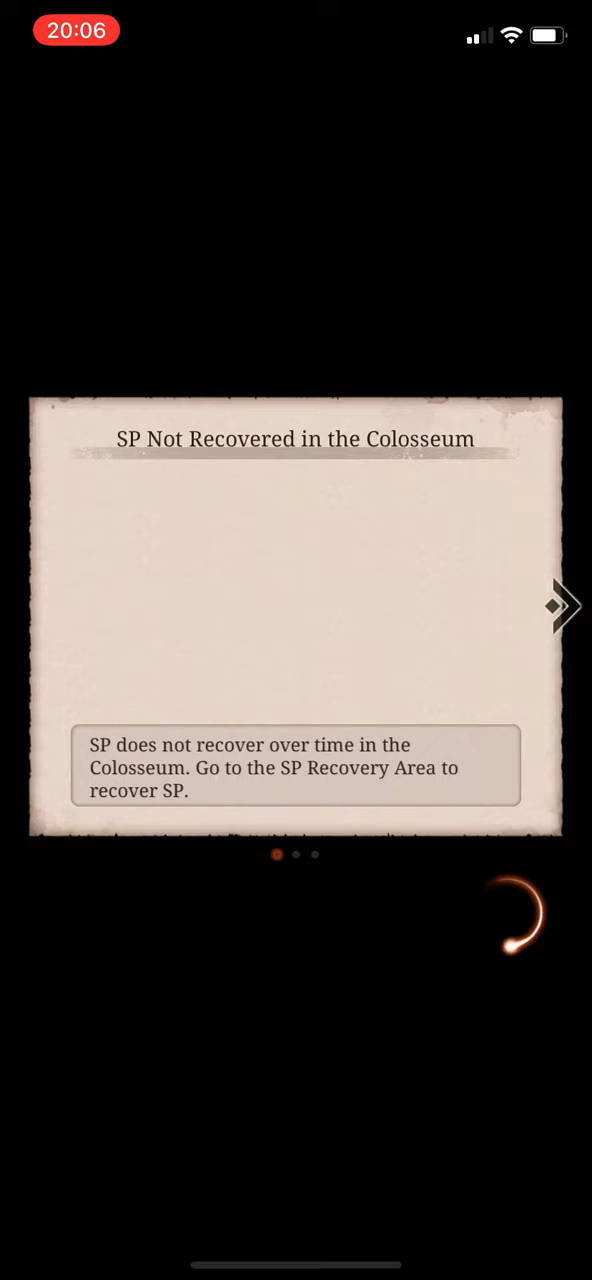 20:06
SP Not Recovered in the Colosseum
SP does not recover over time in the
Colosseum. Go to the SP Recovery Area to
recover SP.